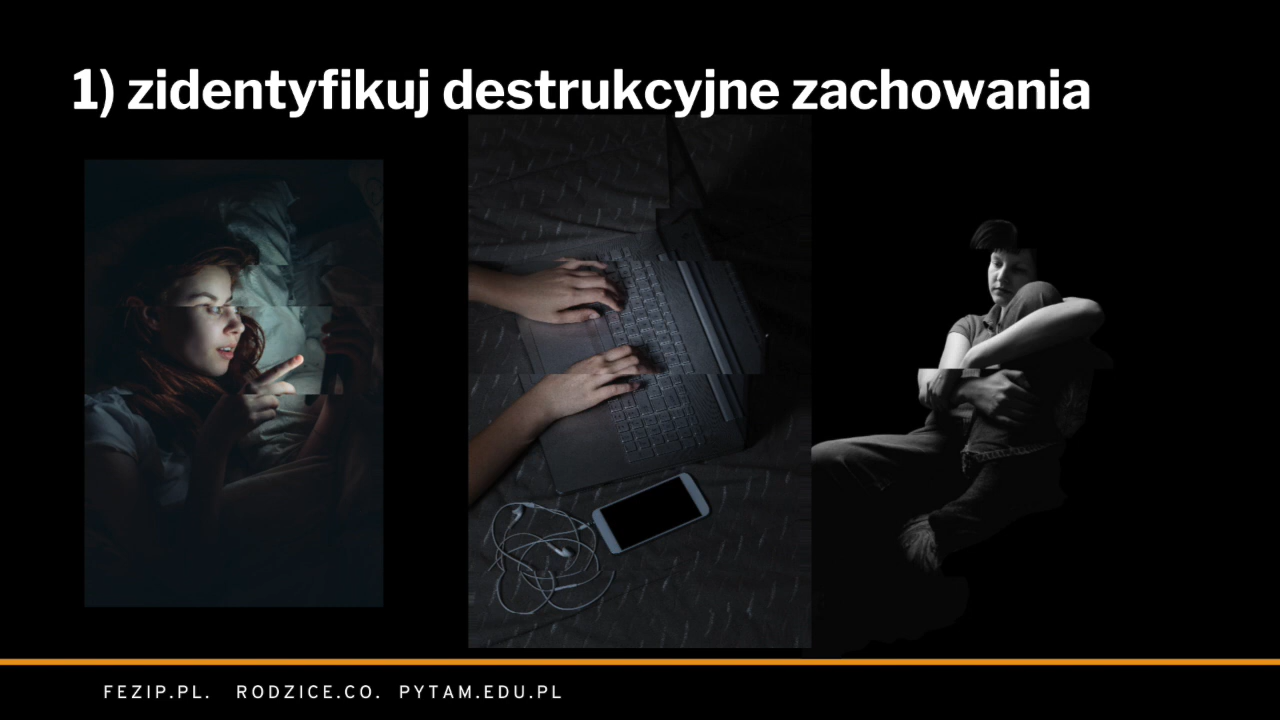 1) zidentyfikuj destrukcyjne zachowania
FEZIP.PL. RODZICE.CO. PYTAM.EDU.PL